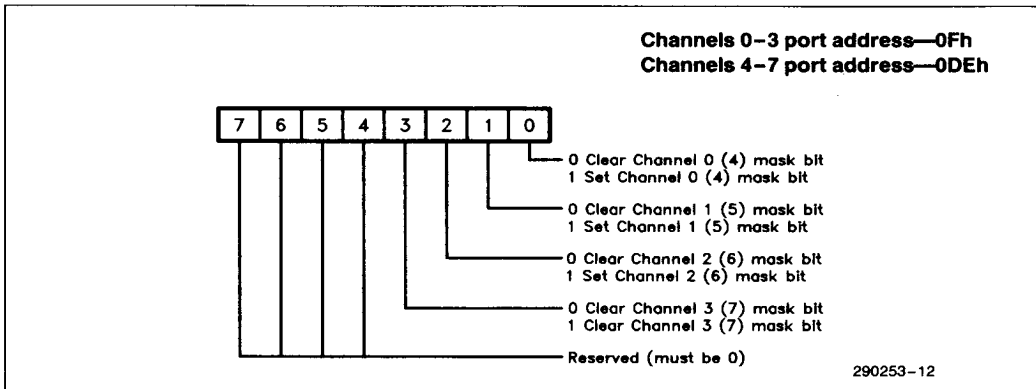 Channels 0–3 port address—0Fh
Channels 4–7 port address—0DEh
7 6 5 4 3 2 1 0
0 Clear Channel 0 (4) mask bit
1 Set Channel 0 (4) mask bit
0 Clear Channel 1 (5) mask bit
1 Set Channel 1 (5) mask bit
0 Clear Channel 2 (6) mask bit
1 Set Channel 2 (6) mask bit
0 Clear Channel 3 (7) mask bit
1 Clear Channel 3 (7) mask bit
Reserved (must be 0)
290253–12